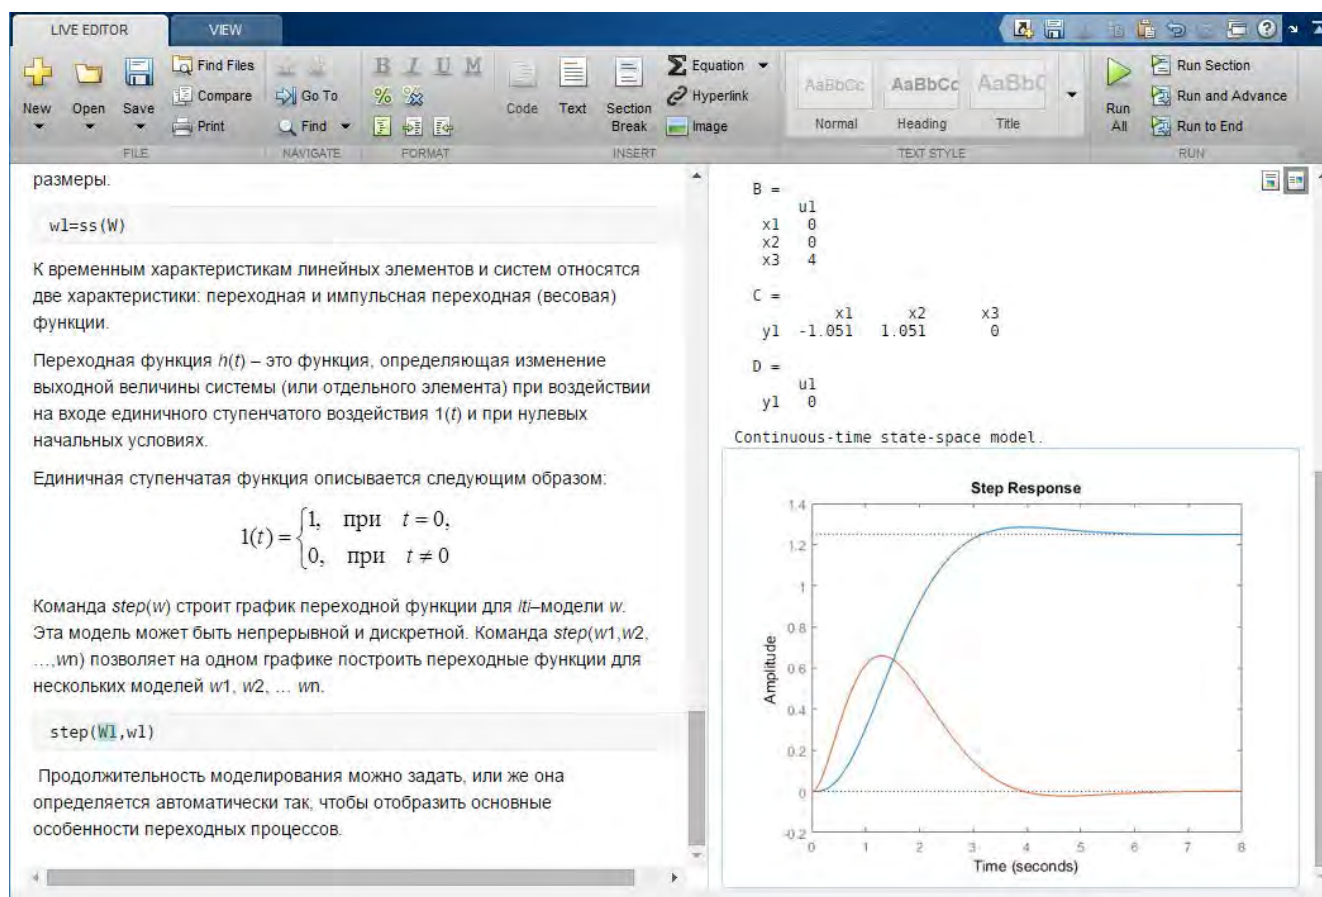 LIVE EDITOR
VIEW
New
Open
Save
Find Files
Compare
Print
FILE
Go To
Find
NAVIGATE
B I U M
FORMAT
Code
Text
Section
Break
Equation
Hyperlink
Image
INSERT
AaBbCc
Normal
AaBbCc
Heading
AaBbC
Title
TEXT STYLE
Run
All
Run Section
Run and Advance
Run to End
RUN
размеры.
w1=ss(W)
К временным характеристикам линейных элементов и систем относятся
две характеристики: переходная и импульсная переходная (весовая)
функции.
Переходная функция h(t) – это функция, определяющая изменение
выходной величины системы (или отдельного элемента) при воздействии
на входе единичного ступенчатого воздействия 1(t) и при нулевых
начальных условиях.
Единичная ступенчатая функция описывается следующим образом:
1(t) = {1, при t = 0,
0, при t ≠ 0
Команда step(w) строит график переходной функции для lti–модели w.
Эта модель может быть непрерывной и дискретной. Команда step(w1,w2,
…,wn) позволяет на одном графике построить переходные функции для
нескольких моделей w1, w2, … wn.
step(W1,w1)
Продолжительность моделирования можно задать, или же она
определяется автоматически так, чтобы отобразить основные
особенности переходных процессов.
B =
u1
x1 0
x2 0
x3 4
C =
x1 x2 x3
y1 -1.051 1.051 0
D =
u1
y1 0
Continuous-time state-space model.
Step Response
Amplitude
1.4
1.2
1
0.8
0.6
0.4
0.2
0
-0.2
0 1 2 3 4 5 6 7 8
Time (seconds)